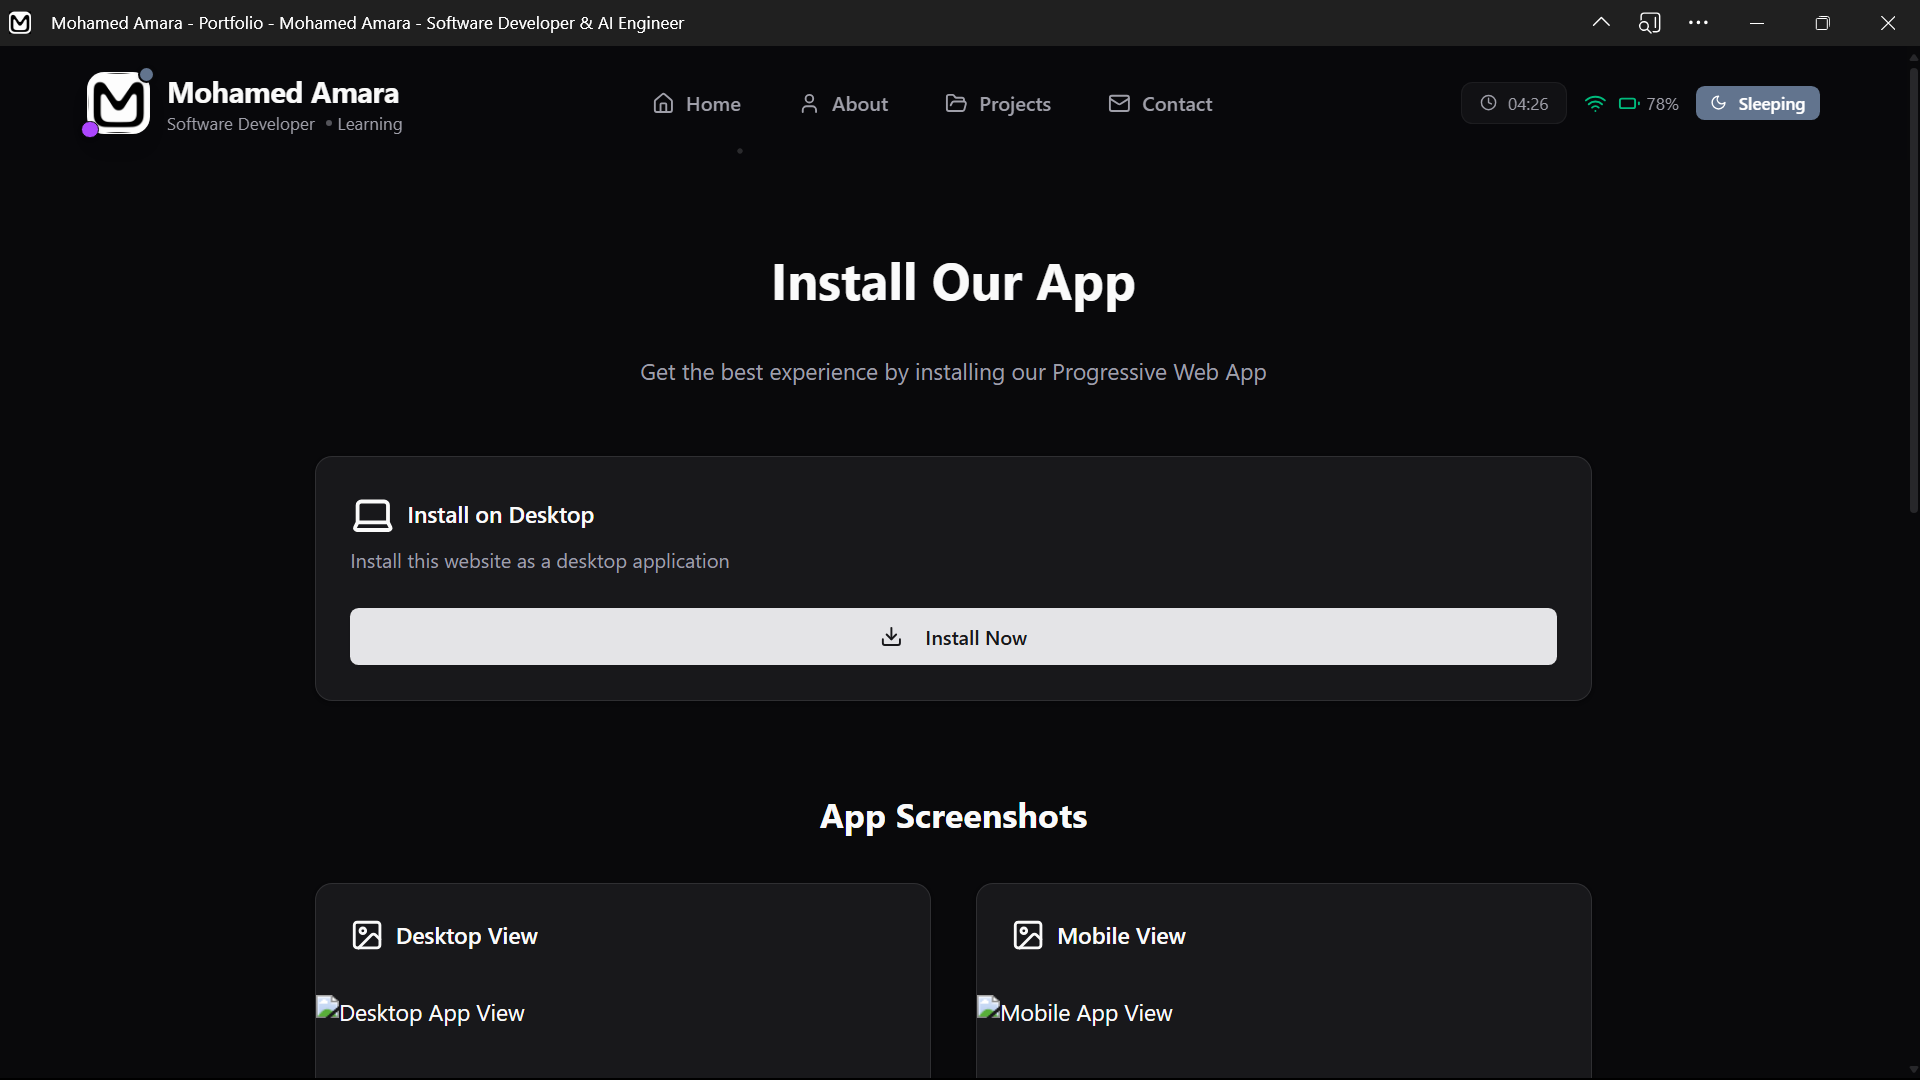 Mohamed Amara - Portfolio - Mohamed Amara - Software Developer & AI Engineer
Mohamed Amara
Software Developer • Learning
Home
About
Projects
Contact
04:26
78%
Sleeping
Install Our App
Get the best experience by installing our Progressive Web App
Install on Desktop
Install this website as a desktop application
Install Now
App Screenshots
Desktop View
Mobile View
Desktop App View
Mobile App View